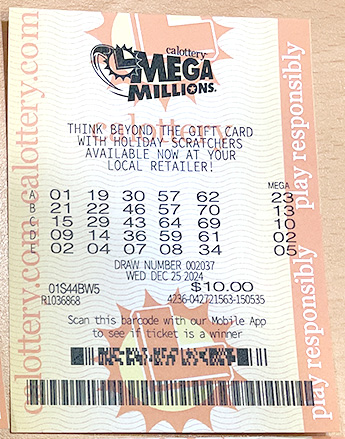 calottery
MEGA
MILLIONS
THINK BEYOND THE GIFT CARD
WITH HOLIDAY SCRATCHERS
AVAILABLE NOW AT YOUR
LOCAL RETAILER!
MEGA
A 01 19 30 57 62 23
B 21 22 46 57 70 13
C 15 29 43 64 69 10
D 09 14 36 59 61 02
E 02 04 07 08 34 05
DRAW NUMBER 002037
WED DEC 25 2024
01S44BW5 $10.00
R1036868 4236-042721563-150535
Scan this barcode with our Mobile App
to see if ticket is a winner
calottery.com calottery.com
play responsibly play responsibly